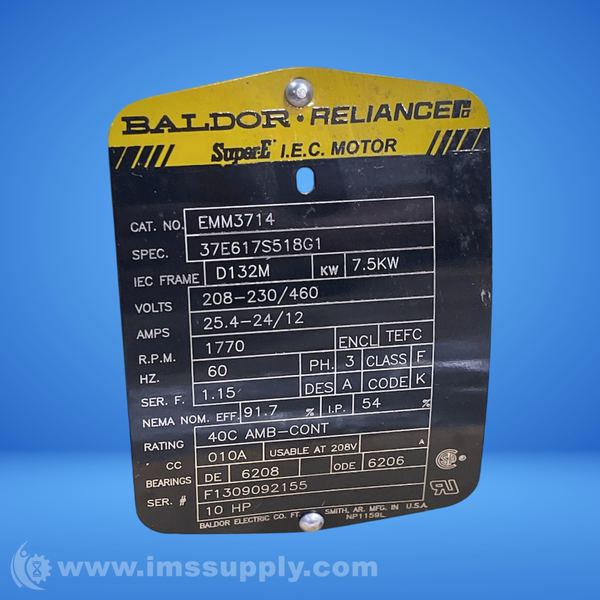 BALDOR • RELIANCE
Super-E I.E.C. MOTOR
CAT. NO. EMM3714
SPEC. 37E617S518G1
IEC FRAME D132M KW 7.5KW
VOLTS 208-230/460
AMPS 25.4-24/12
R.P.M. 1770 ENCL TEFC
HZ. 60 PH. 3 CLASS F
SER. F. 1.15 DES A CODE K
NEMA NOM. EFF 91.7 % I.P. 54 %
RATING 40C AMB-CONT
CC 010A USABLE AT 208V A
BEARINGS DE 6208 ODE 6206
SER. # F1309092155
10 HP
BALDOR ELECTRIC CO. FT. SMITH, AR. MFG. IN U.S.A.
NP1159L
www.imssupply.com